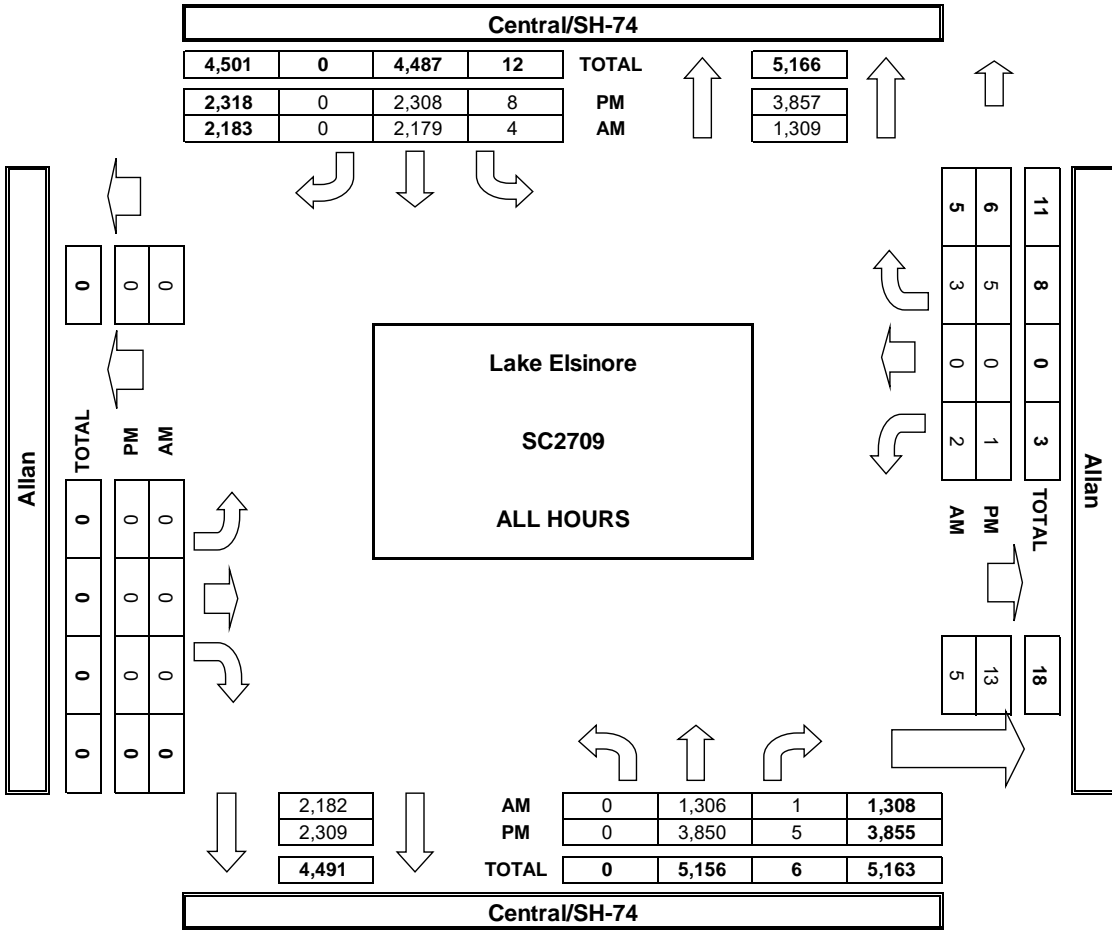 Central/SH-74
4,501 0 4,487 12 TOTAL 5,166
2,318 0 2,308 8 PM 3,857
2,183 0 2,179 4 AM 1,309
Allan
0 0 0
TOTAL PM AM
0 0 0
0 0 0
0 0 0
0 0 0
Lake Elsinore
SC2709
ALL HOURS
5 6 11
3 5 8
0 0 0
2 1 3
AM PM TOTAL
5 13 18
Allan
2,182 AM 0 1,306 1 1,308
2,309 PM 0 3,850 5 3,855
4,491 TOTAL 0 5,156 6 5,163
Central/SH-74